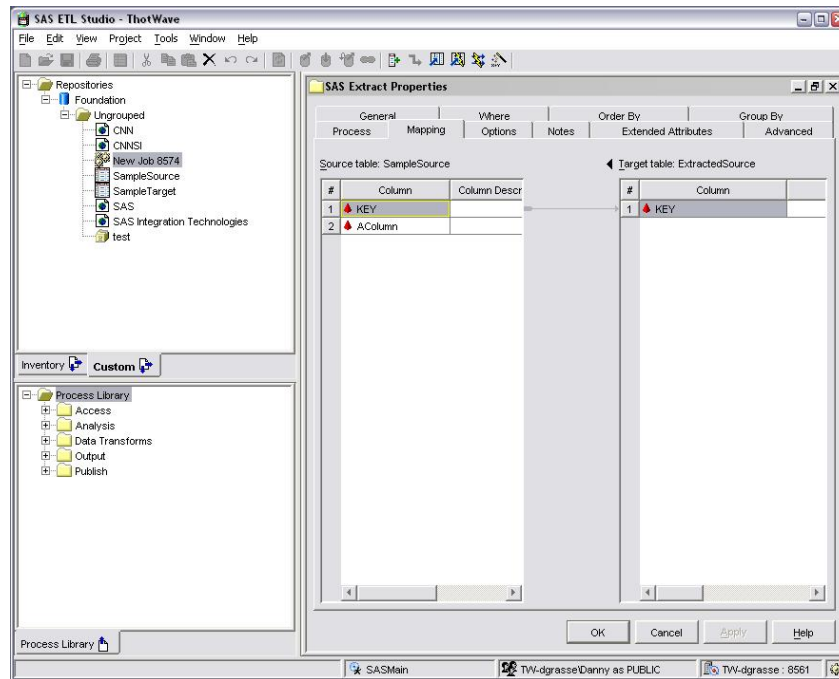 SAS ETL Studio - ThotWave
File Edit View Project Tools Window Help
Repositories
Foundation
Ungrouped
CNN
CNNSI
New Job 8574
SampleSource
SampleTarget
SAS
SAS Integration Technologies
test
Inventory Custom
Process Library
Access
Analysis
Data Transforms
Output
Publish
Process Library
SAS Extract Properties
General Where Order By Group By
Process Mapping Options Notes Extended Attributes Advanced
Source table: SampleSource Target table: ExtractedSource
# Column Column Descr # Column
1 KEY 1 KEY
2 AColumn
OK Cancel Apply Help
SASMain TW-dgrasse\Danny as PUBLIC TW-dgrasse : 8561